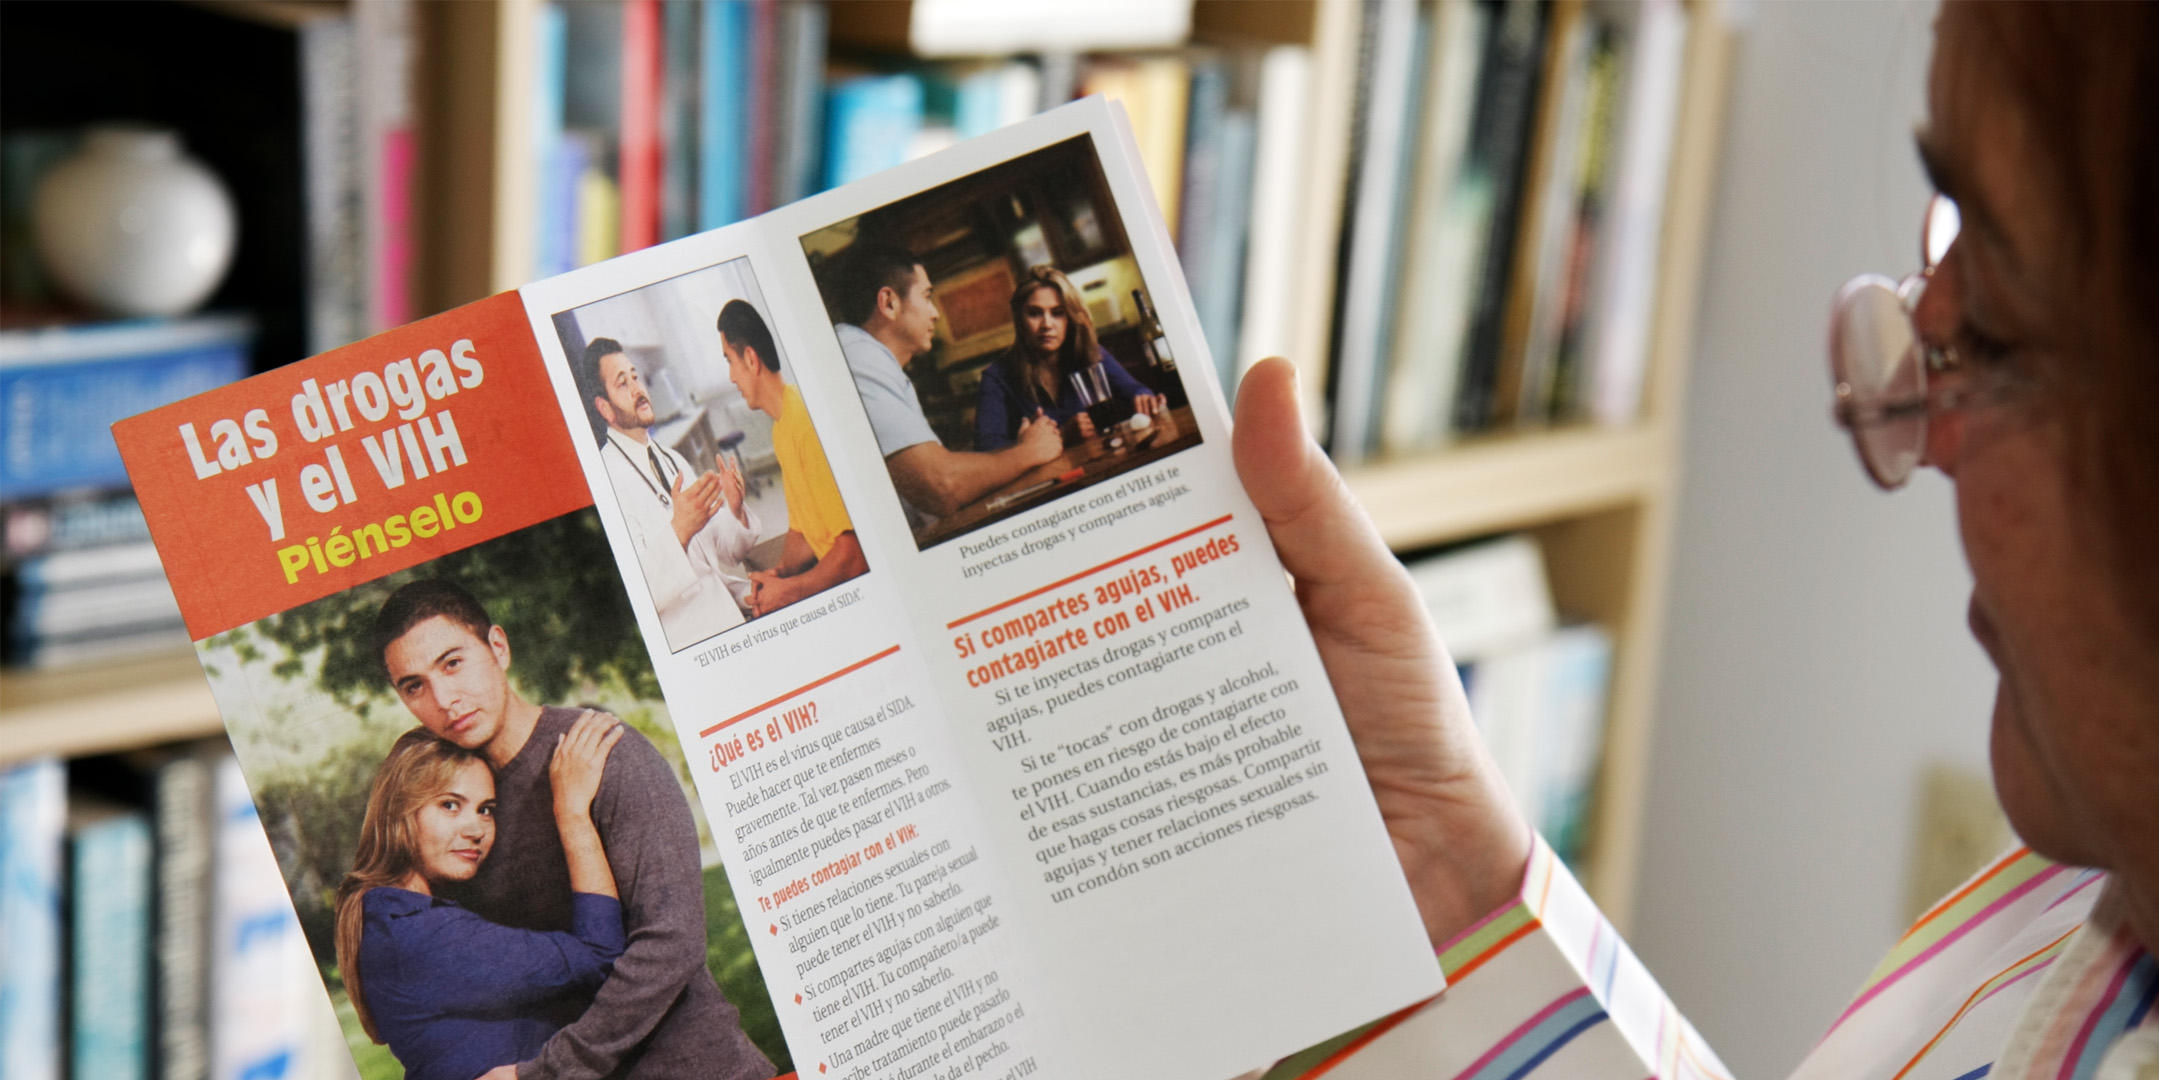 Las drogas
y el VIH
Piénselo
"El VIH es el virus que causa el SIDA".
¿Qué es el VIH?
El VIH es el virus que causa el SIDA.
Puede hacer que te enfermes
gravemente. Tal vez pasen meses o
años antes de que te enfermes. Pero
igualmente puedes pasar el VIH a otros.
Te puedes contagiar con el VIH:
♦ Si tienes relaciones sexuales con
alguien que lo tiene. Tu pareja sexual
puede tener el VIH y no saberlo.
♦ Si compartes agujas con alguien que
tiene el VIH. Tu compañero/a puede
tener el VIH y no saberlo.
♦ Una madre que tiene el VIH y no
tratamiento puede pasarlo
durante el embarazo o el
da el pecho.
el VIH
Puedes contagiarte con el VIH si te
inyectas drogas y compartes agujas.
Si compartes agujas, puedes
contagiarte con el VIH.
Si te inyectas drogas y compartes
agujas, puedes contagiarte con el
VIH.
Si te "tocas" con drogas y alcohol,
te pones en riesgo de contagiarte con
el VIH. Cuando estás bajo el efecto
de esas sustancias, es más probable
que hagas cosas riesgosas. Compartir
agujas y tener relaciones sexuales sin
un condón son acciones riesgosas.